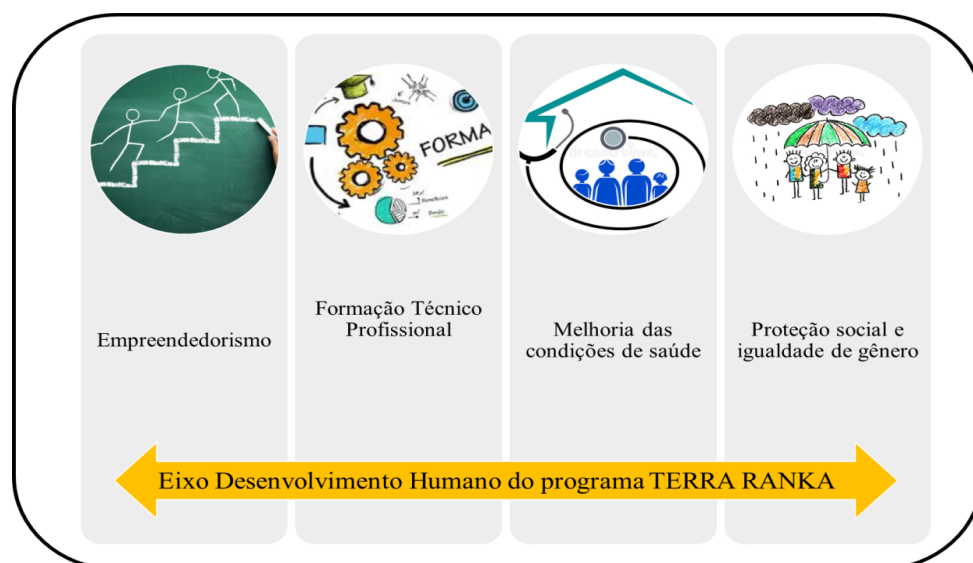 FORMA
Empreendedorismo
Formação Técnico
Profissional
Melhoria das
condições de saúde
Proteção social e
igualdade de gênero
Eixo Desenvolvimento Humano do programa TERRA RANKA